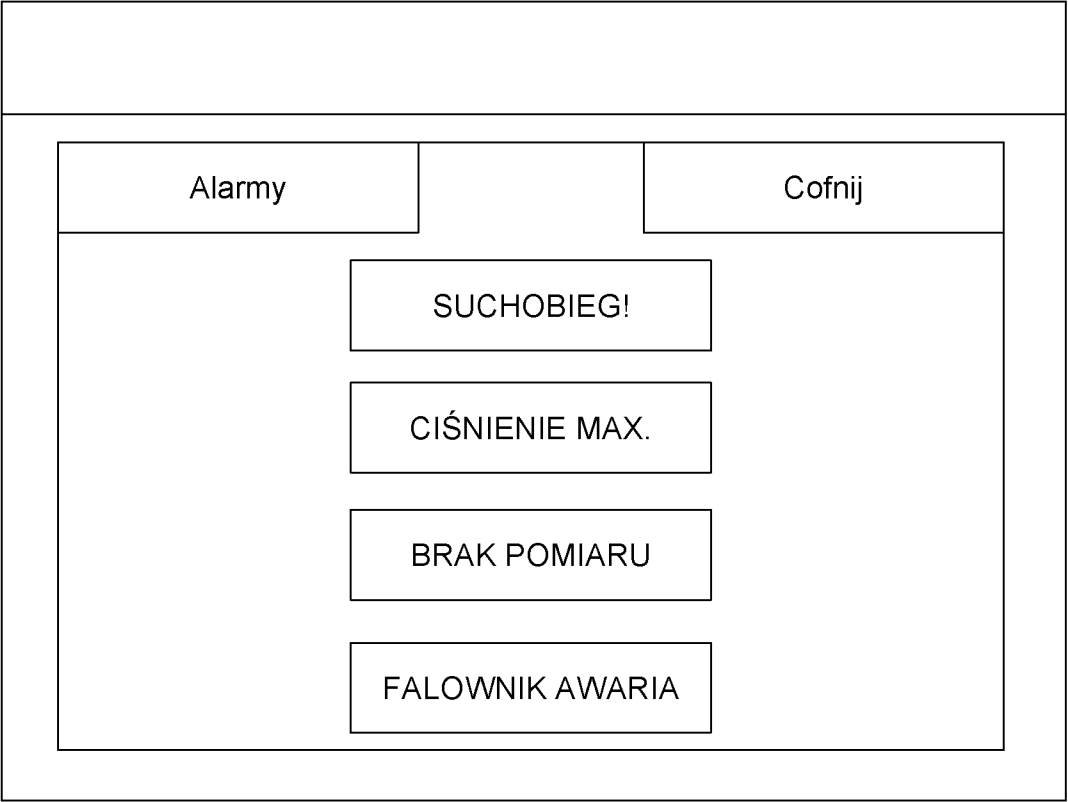 Alarmy
Cofnij
SUCHOBIEG!
CIŚNIENIE MAX.
BRAK POMIARU
FALOWNIK AWARIA